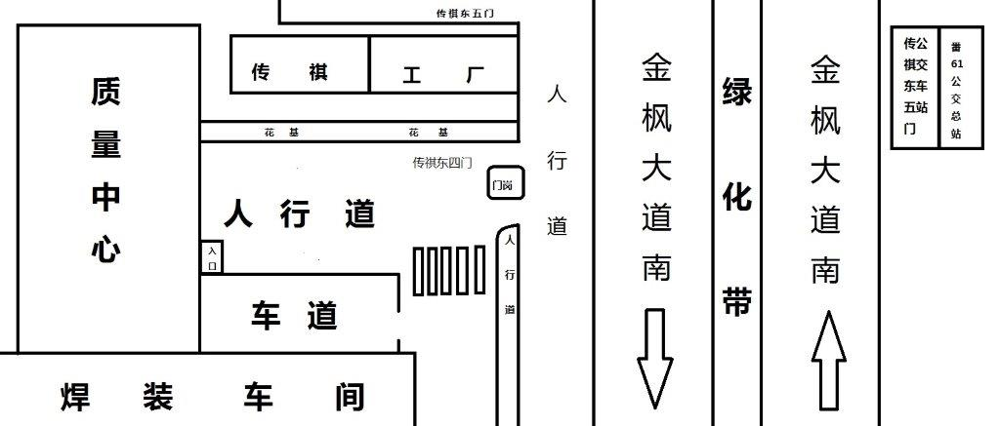 传祺东五门
传祺
工厂
花基
花基
传祺东四门
门岗
质量中心
人行道
入口
车道
焊装车间
人行道
人行道
金枫大道南
绿化带
金枫大道南
传祺东五门
公交车站
番61公交总站